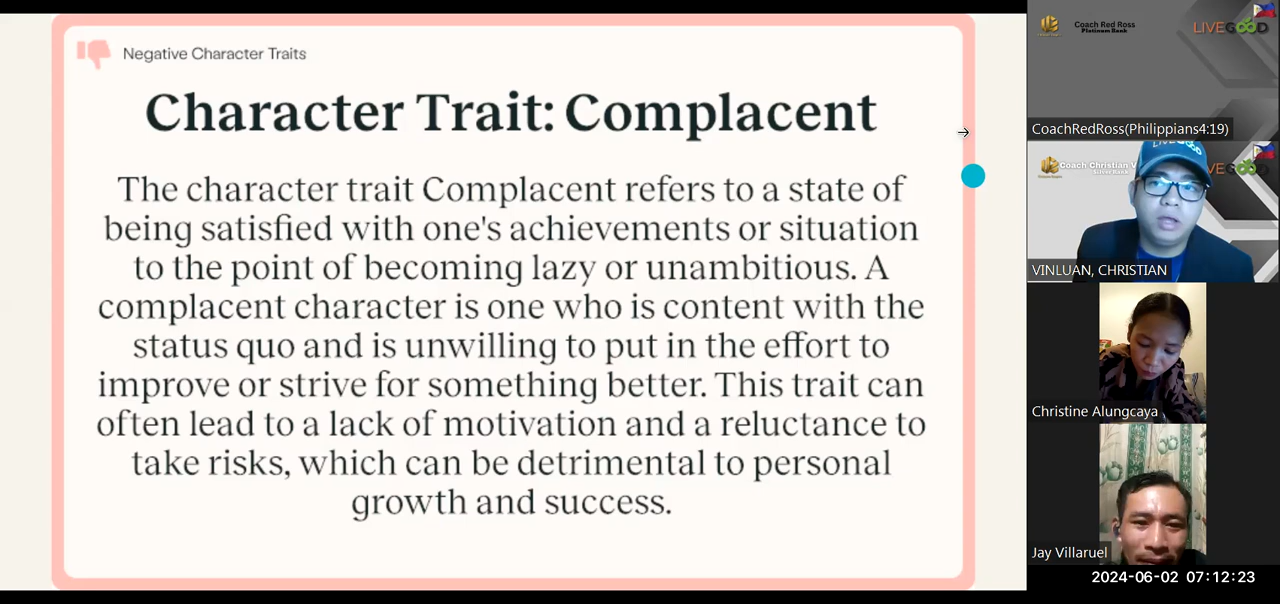 Negative Character Traits
Character Trait: Complacent
The character trait Complacent refers to a state of
being satisfied with one's achievements or situation
to the point of becoming lazy or unambitious. A
complacent character is one who is content with the
status quo and is unwilling to put in the effort to
improve or strive for something better. This trait can
often lead to a lack of motivation and a reluctance to
take risks, which can be detrimental to personal
growth and success.
Coach Red Ross
Platinum Rank
LIVEGOOD
CoachRedRoss(Philippians4:19)
LIVEGOOD
Coach Christian V
Silver Rank
VINLUAN, CHRISTIAN
Christine Alungcaya
Jay Villaruel
2024-06-02 07:12:23